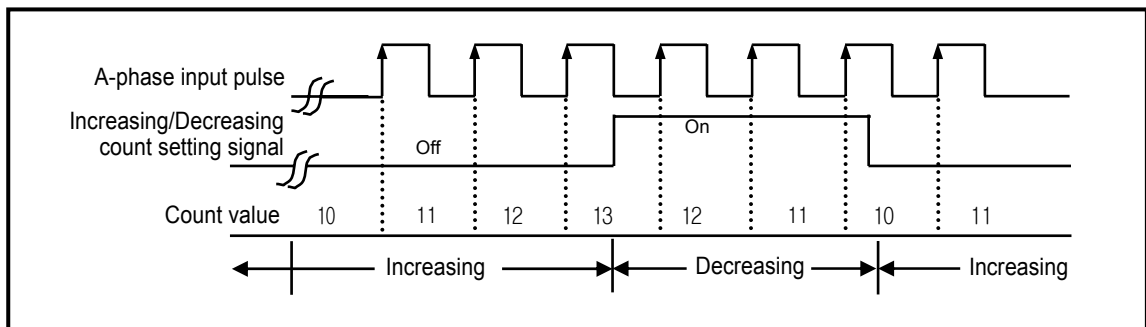 A-phase input pulse
Increasing/Decreasing
count setting signal
Off
On
Count value 10 11 12 13 12 11 10 11
Increasing Decreasing Increasing